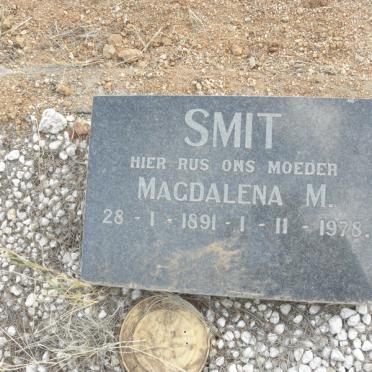 SMIT
HIER RUS ONS MOEDER
MAGDALENA M.
28 - 1 - 1891 - 1 - 11 - 1978.